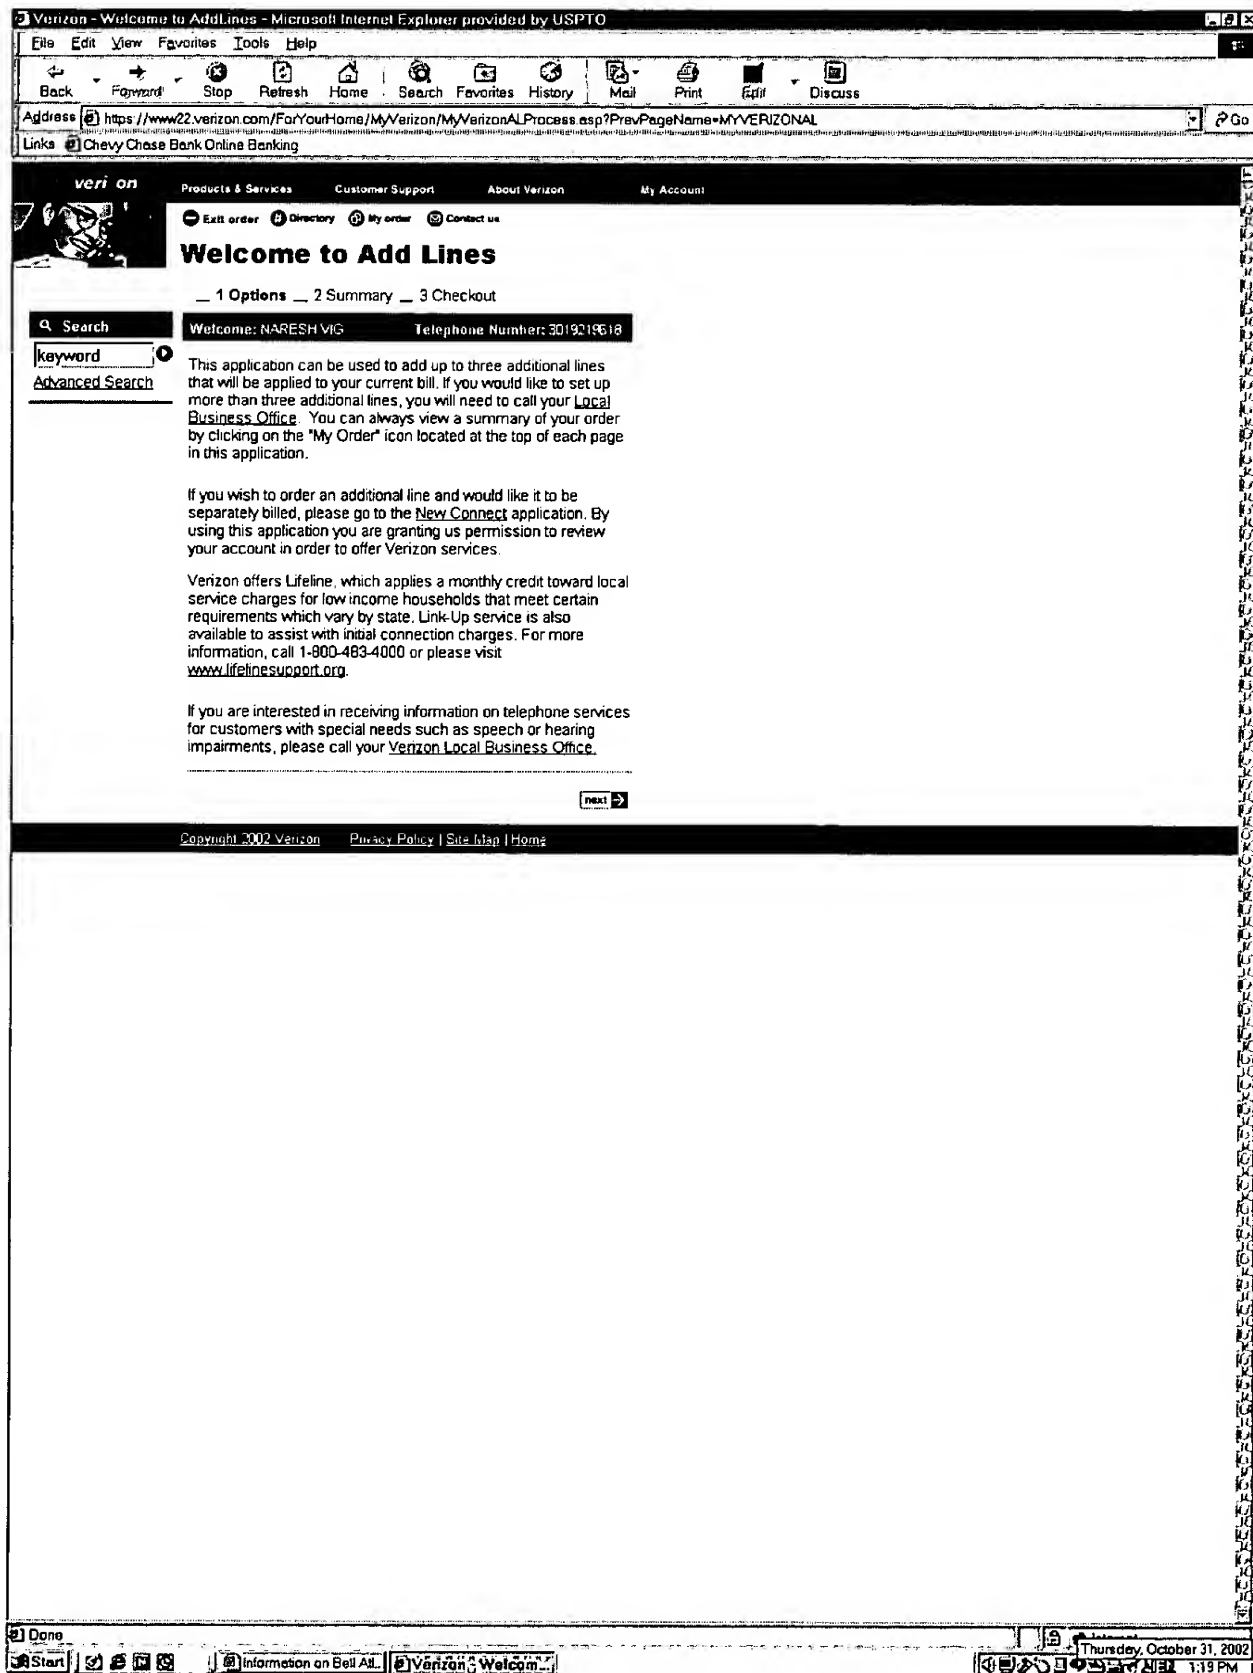 Verizon - Welcome to AddLines - Microsoft Internet Explorer provided by USPTO
File Edit View Favorites Tools Help
Back Forward Stop Refresh Home Search Favorites History Mail Print Edit Discuss
Address https://www22.verizon.com/ForYourHome/MyVerizon/MyVerizonALProcess.asp?PrevPageName=MYVERIZONAL Go
Links Chevy Chase Bank Online Banking
veri on Products & Services Customer Support About Verizon My Account
Exit order Directory My order Contact us
Welcome to Add Lines
1 Options 2 Summary 3 Checkout
Search
keyword
Advanced Search
Welcome: NARESH VIG Telephone Number: 3019219618
This application can be used to add up to three additional lines
that will be applied to your current bill. If you would like to set up
more than three additional lines, you will need to call your Local
Business Office. You can always view a summary of your order
by clicking on the "My Order" icon located at the top of each page
in this application.
If you wish to order an additional line and would like it to be
separately billed, please go to the New Connect application. By
using this application you are granting us permission to review
your account in order to offer Verizon services.
Verizon offers Lifeline, which applies a monthly credit toward local
service charges for low income households that meet certain
requirements which vary by state. Link-Up service is also
available to assist with initial connection charges. For more
information, call 1-800-483-4000 or please visit
www.lifelinesupport.org.
If you are interested in receiving information on telephone services
for customers with special needs such as speech or hearing
impairments, please call your Verizon Local Business Office.
next
Copyright 2002 Verizon Privacy Policy | Site Map | Home
Done
Thursday, October 31, 2002
Start Information on Bell Atl... Verizon - Welcom... 1:19 PM